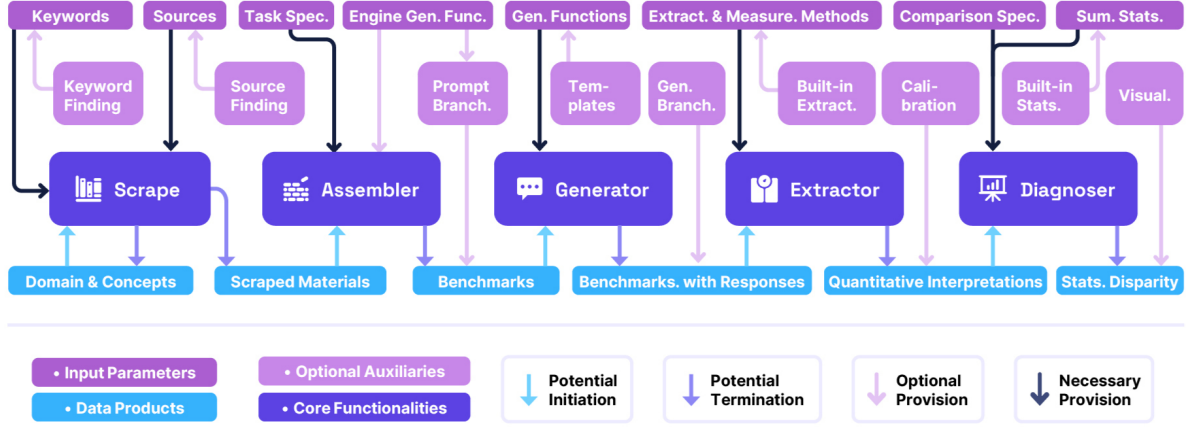 Keywords
Sources
Task Spec.
Engine Gen. Func.
Gen. Functions
Extract. & Measure. Methods
Comparison Spec.
Sum. Stats.
Keyword
Finding
Source
Finding
Prompt
Branch.
Tem-
plates
Gen.
Branch.
Built-in
Extract.
Cali-
bration
Built-in
Stats.
Visual.
Scrape
Assembler
Generator
Extractor
Diagnoser
Domain & Concepts
Scraped Materials
Benchmarks
Benchmarks. with Responses
Quantitative Interpretations
Stats. Disparity
• Input Parameters
• Optional Auxiliaries
• Data Products
• Core Functionalities
Potential
Initiation
Potential
Termination
Optional
Provision
Necessary
Provision